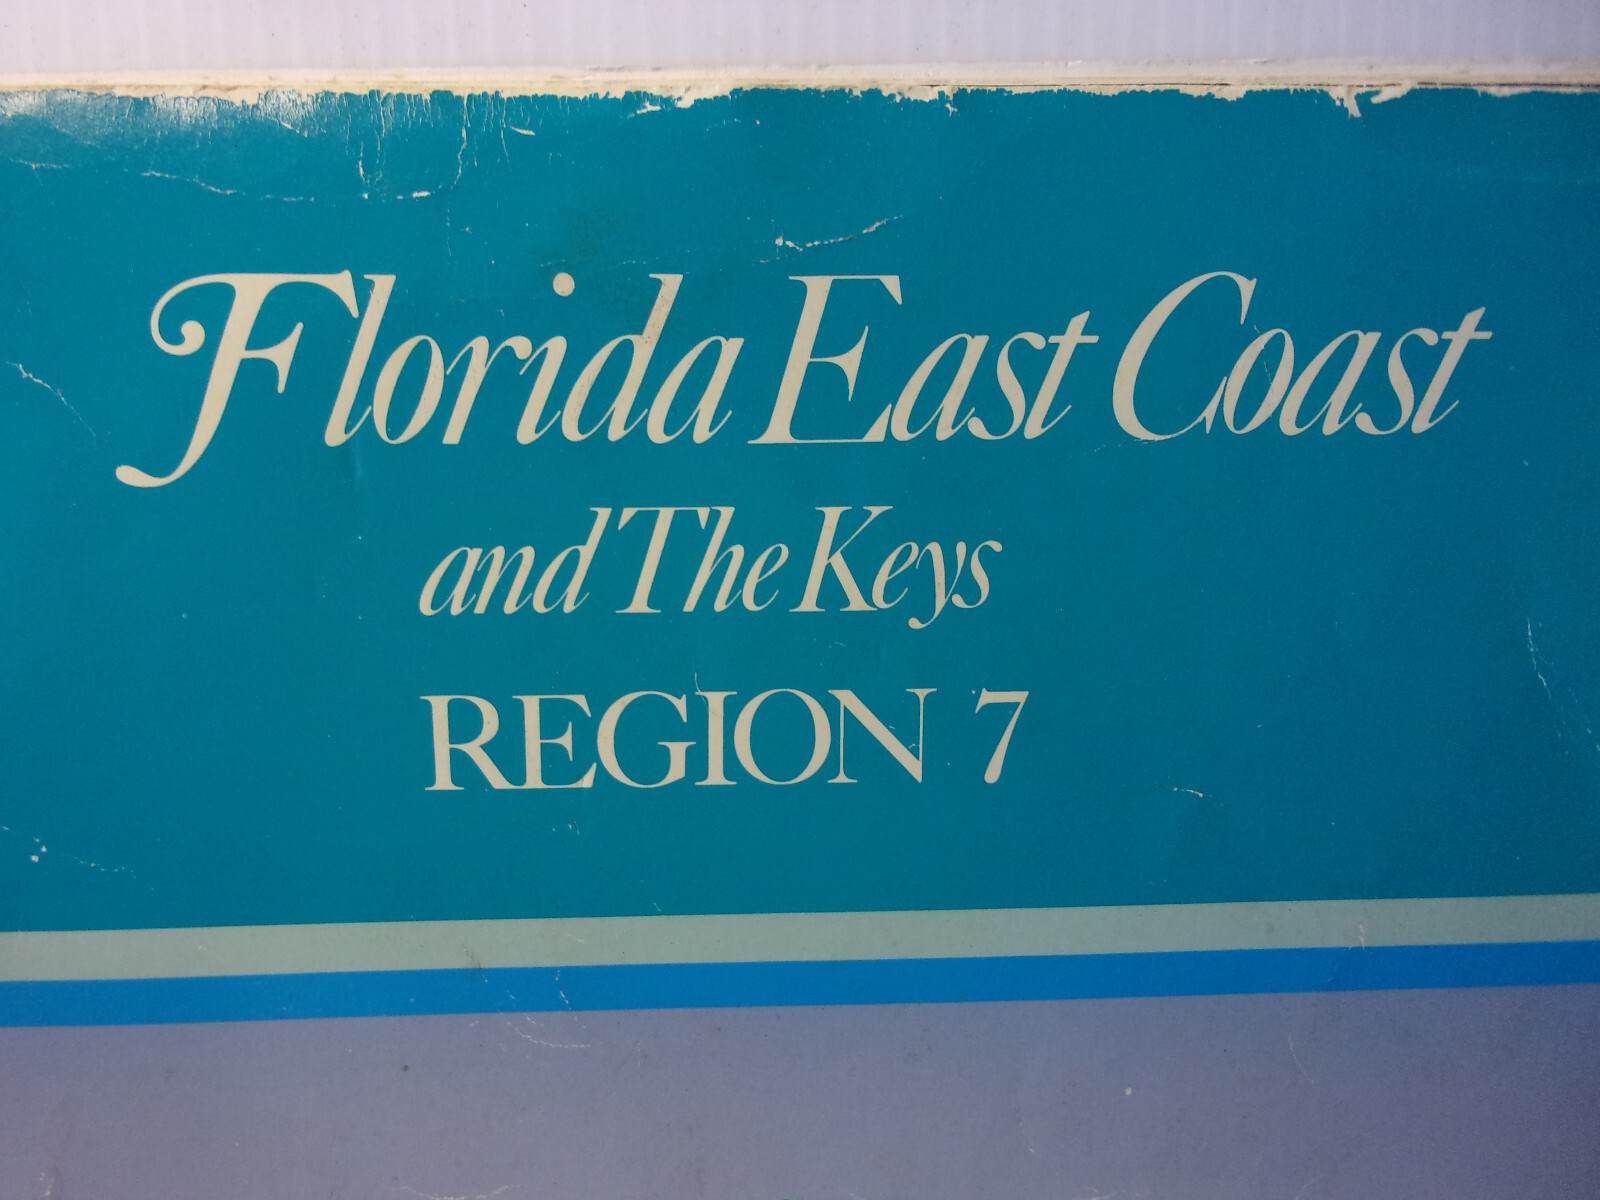 Florida East Coast
and The Keys
REGION 7